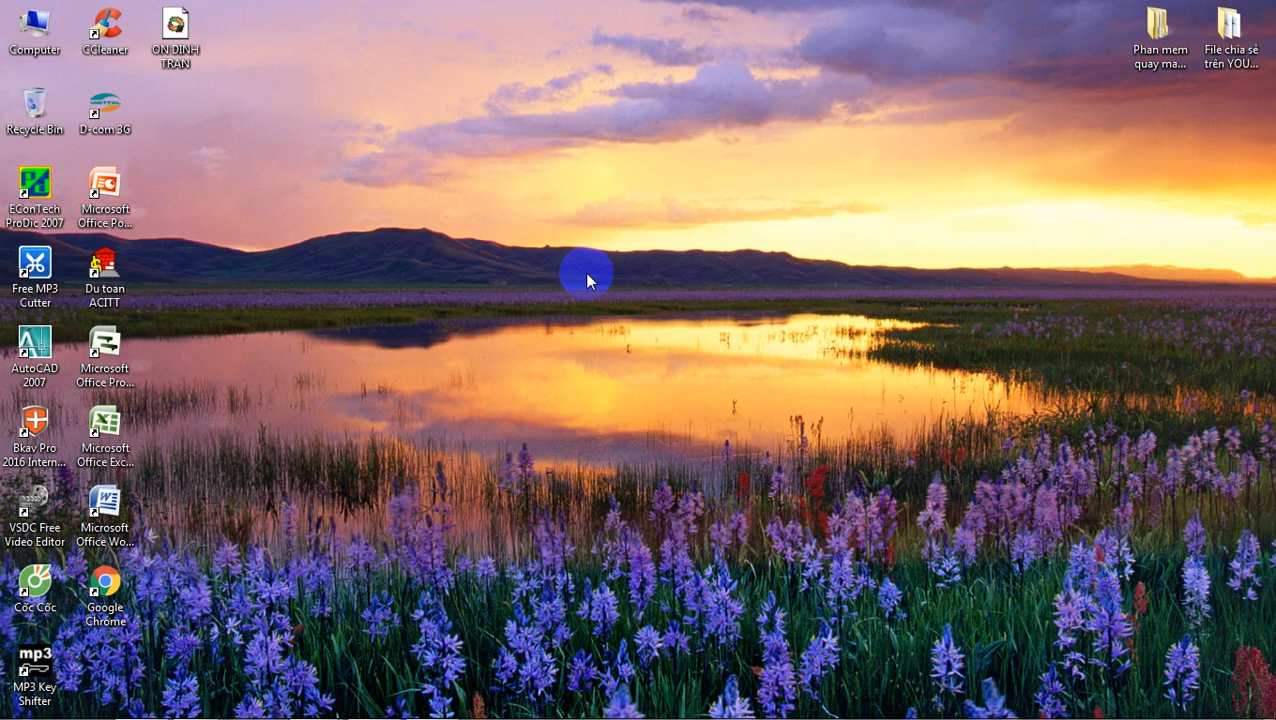 Computer
CCleaner
ON DINH
TRAN
Phan mem
quay ma...
File chia sẻ
trên YOU...
Recycle Bin
viettel
D-com 3G
EConTech
ProDic 2007
Microsoft
Office Po...
Free MP3
Cutter
Du toan
ACITT
AutoCAD
2007
Microsoft
Office Pro...
Bkav Pro
2016 Intern...
Microsoft
Office Exc...
VSDC Free
Video Editor
Microsoft
Office Wo...
Cốc Cốc
Google
Chrome
mp3
MP3 Key
Shifter